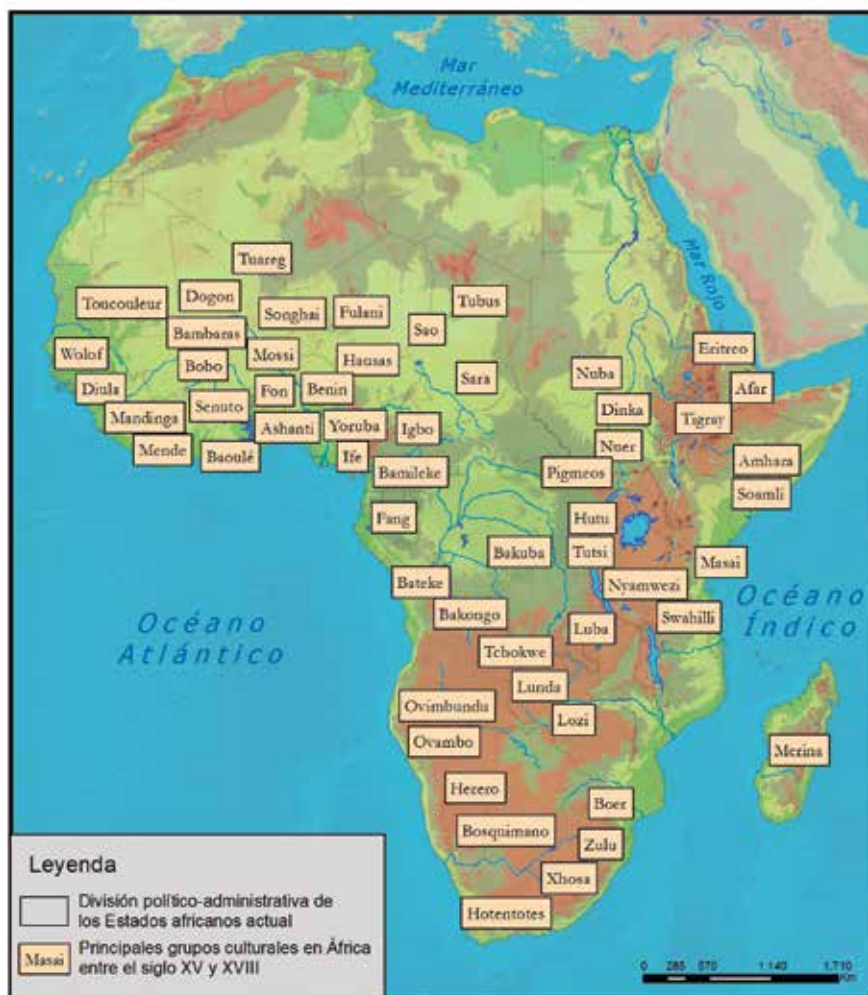 Mar
Mediterráneo
Mar Rojo
Tuareg
Toucouleur
Dogon
Songhai
Fulani
Tubus
Sao
Bambaras
Wolof
Bobo
Mossi
Hausas
Sara
Nuba
Eritreo
Afar
Diula
Senuto
Fon
Benin
Dinka
Tigray
Mandinga
Ashanti
Yoruba
Igbo
Nuer
Mende
Baoulé
Ife
Bamileke
Pigmeos
Amhara
Soamli
Fang
Hutu
Bakuba
Tutsi
Masai
Bateke
Nyamwezi
Bakongo
Luba
Swahilli
Océano
Atlántico
Océano
Índico
Tchokwe
Lunda
Ovimbundu
Lozi
Ovambo
Merina
Herero
Boer
Bosquimano
Zulu
Xhosa
Hotentotes
Leyenda
División político-administrativa de
los Estados africanos actual
Masai
Principales grupos culturales en África
entre el siglo XV y XVIII
0 285 570 1.140 1.710
Km